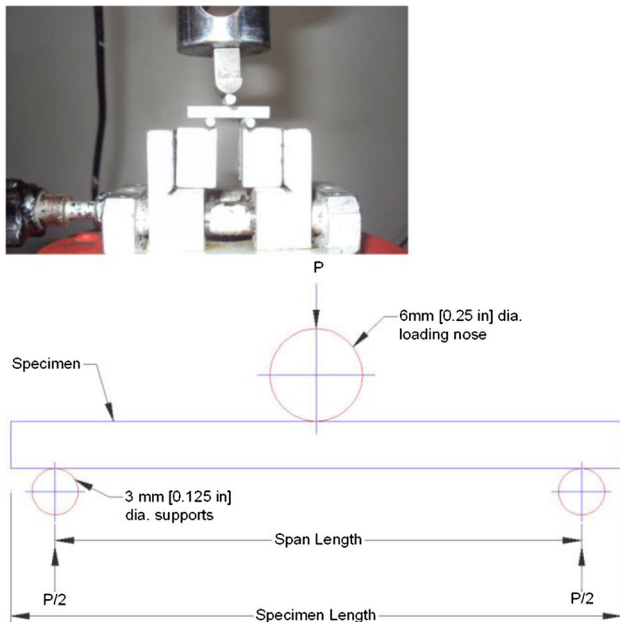 P
6mm [0.25 in] dia.
loading nose
Specimen
3 mm [0.125 in]
dia. supports
Span Length
P/2
P/2
Specimen Length